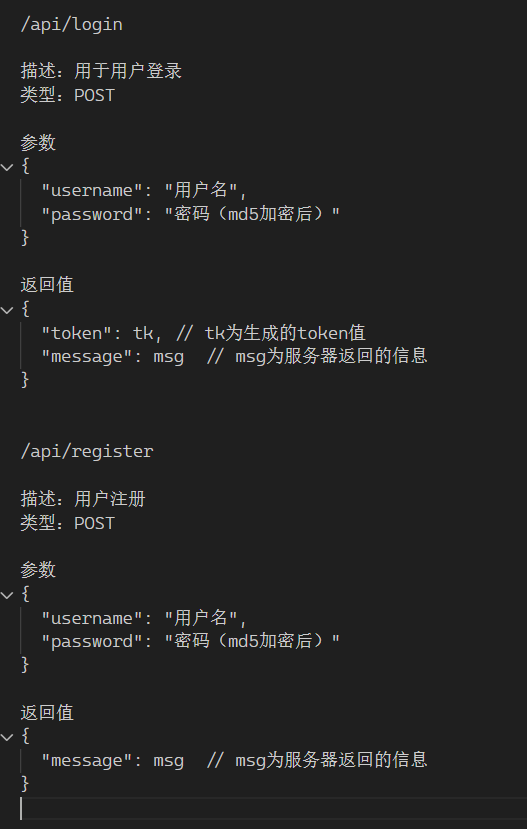 /api/login
描述：用于用户登录
类型：POST
参数
{
"username": "用户名",
"password": "密码（md5加密后）"
}
返回值
{
"token": tk, // tk为生成的token值
"message": msg // msg为服务器返回的信息
}
/api/register
描述：用户注册
类型：POST
参数
{
"username": "用户名",
"password": "密码（md5加密后）"
}
返回值
{
"message": msg // msg为服务器返回的信息
}